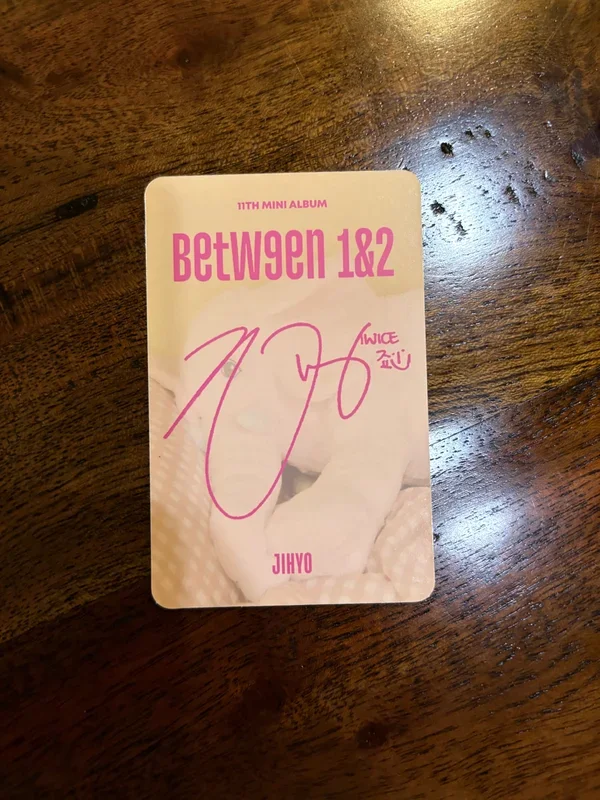 11TH MINI ALBUM
BetW9en 1&2
TWICE
지효
JIHYO